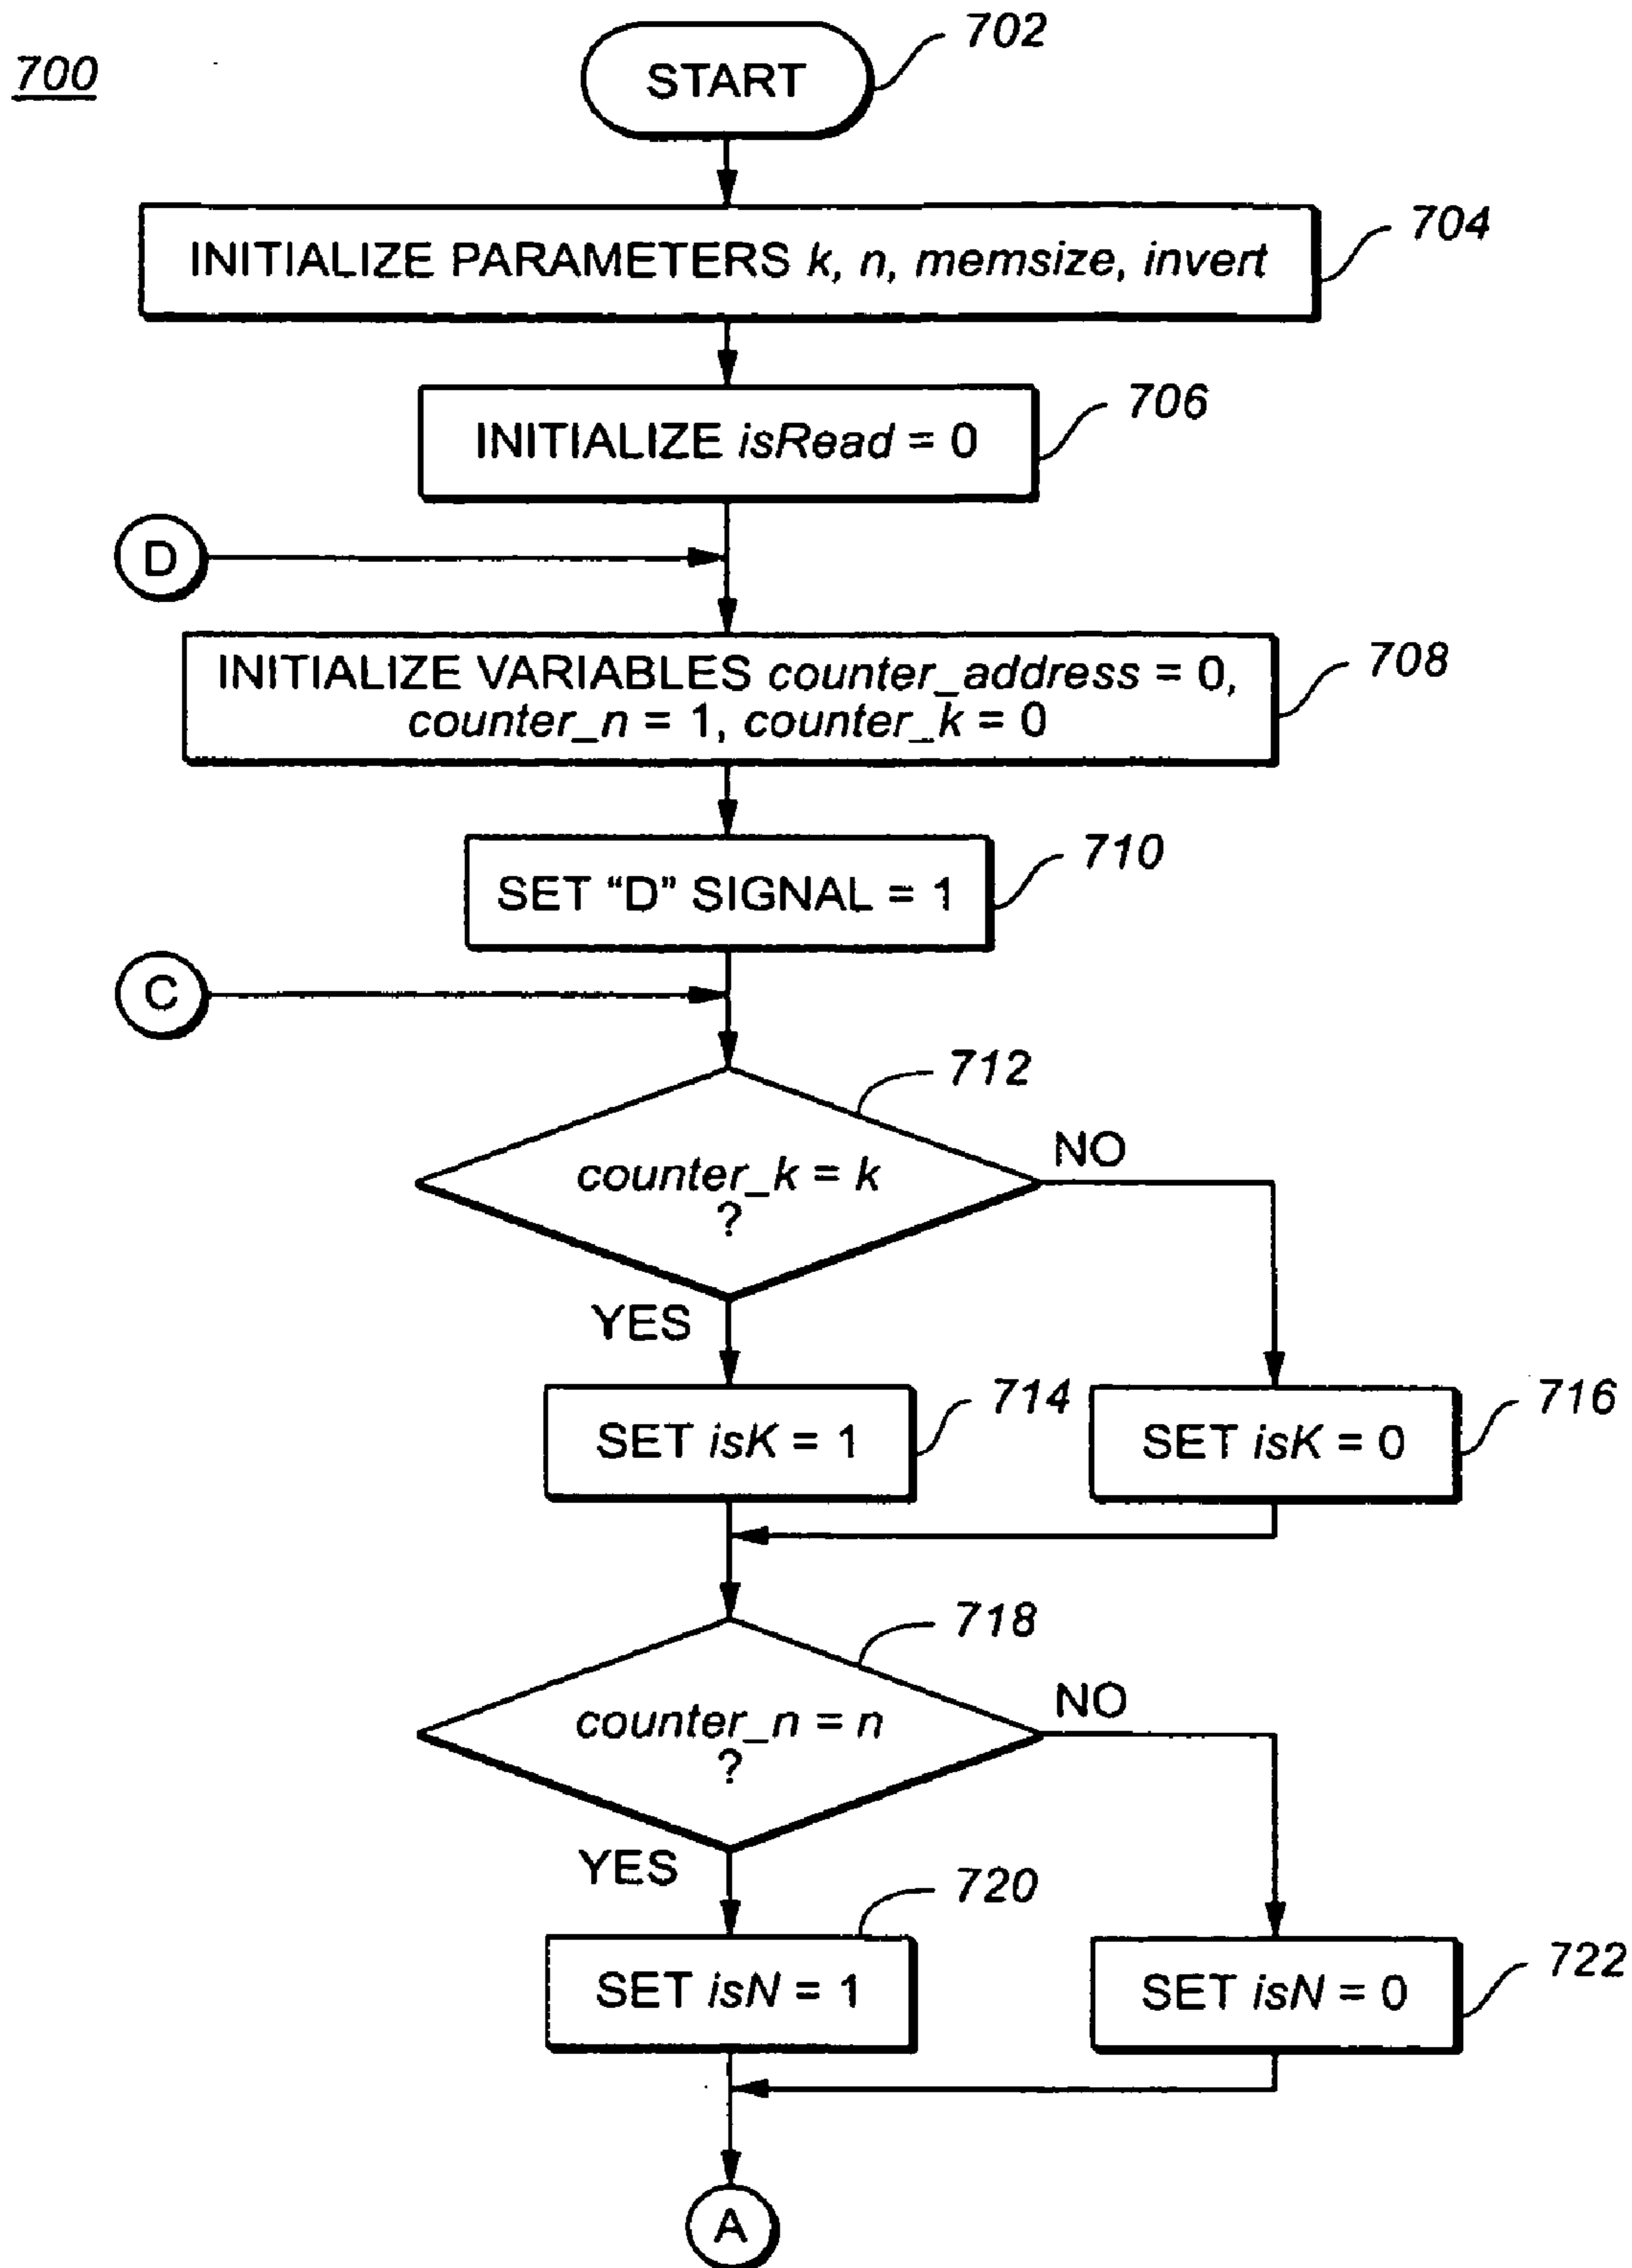 702
700
START
704
INITIALIZE PARAMETERS k, n, memsize, invert
706
INITIALIZE isRead = 0
D
708
INITIALIZE VARIABLES counter_address = 0,
counter_n = 1, counter_k = 0
710
SET “D” SIGNAL = 1
C
712
NO
counter_k = k
?
YES
714
716
SET isK = 1
SET isK = 0
718
NO
counter_n = n
?
YES
720
722
SET isN = 1
SET isN = 0
A